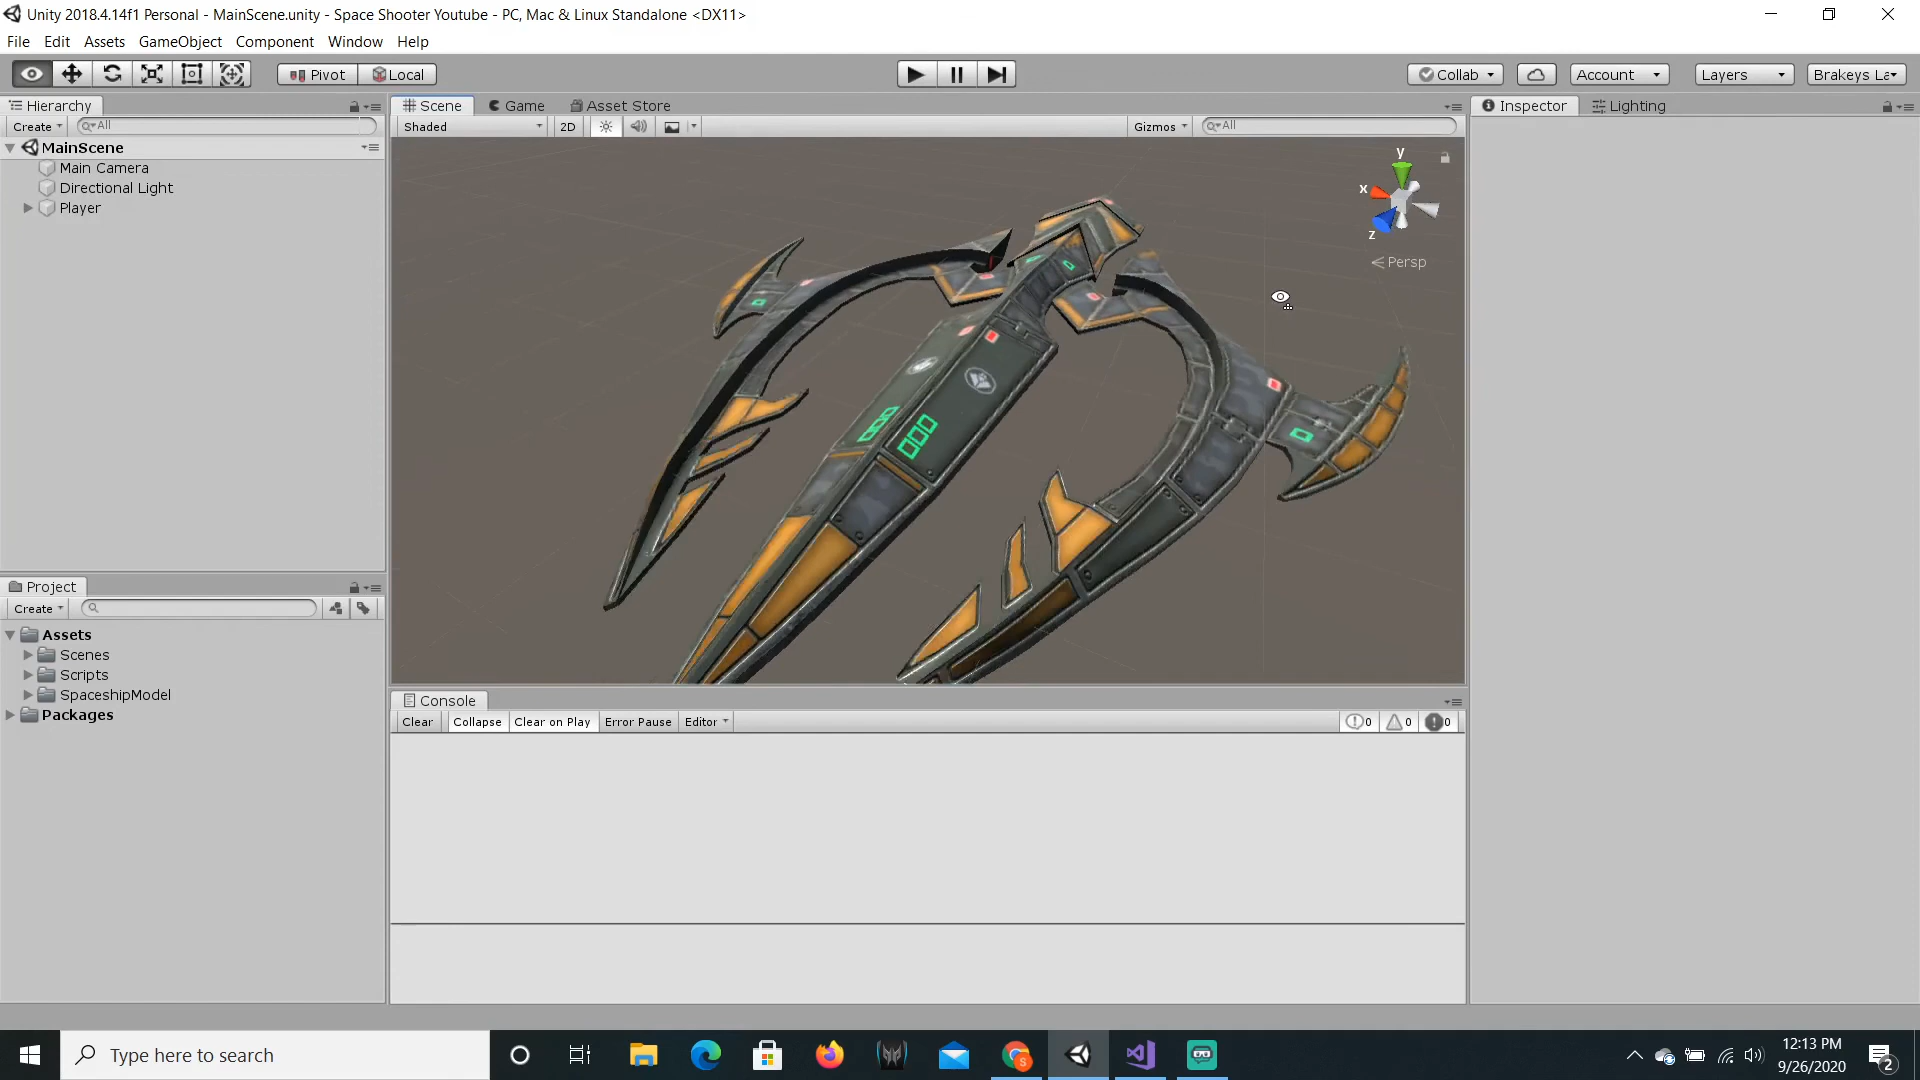 Unity 2018.4.14f1 Personal - MainScene.unity - Space Shooter Youtube - PC, Mac & Linux Standalone <DX11>
File Edit Assets GameObject Component Window Help
Pivot Local Collab Account Layers Brakeys La
Hierarchy Scene Game Asset Store Inspector Lighting
Create All Shaded 2D Gizmos All
MainScene
Main Camera
Directional Light
Player
y
x
z
Persp
Project
Create
Assets
Scenes
Scripts
SpaceshipModel
Packages
Console
Clear Collapse Clear on Play Error Pause Editor 0 0 0
Type here to search
12:13 PM
9/26/2020
2